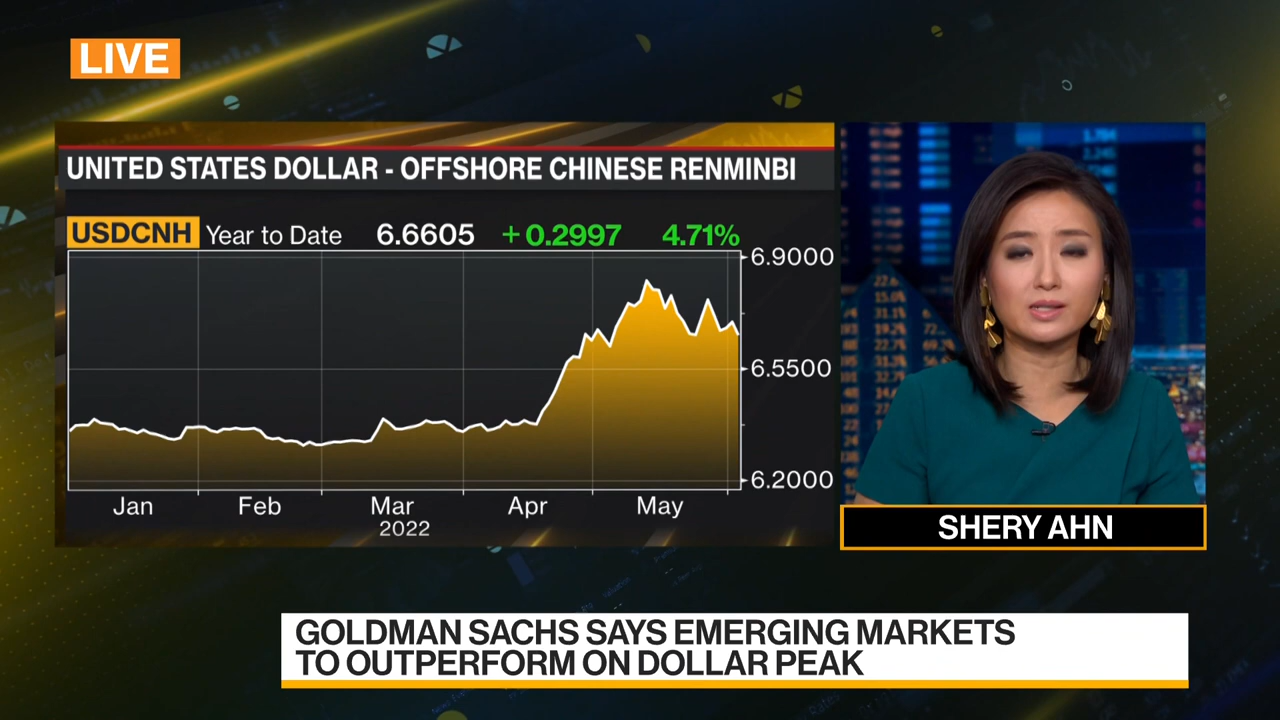 LIVE
UNITED STATES DOLLAR - OFFSHORE CHINESE RENMINBI
USDCNH Year to Date 6.6605 +0.2997 4.71%
6.9000
6.5500
6.2000
Jan Feb Mar Apr May
2022
SHERY AHN
GOLDMAN SACHS SAYS EMERGING MARKETS
TO OUTPERFORM ON DOLLAR PEAK